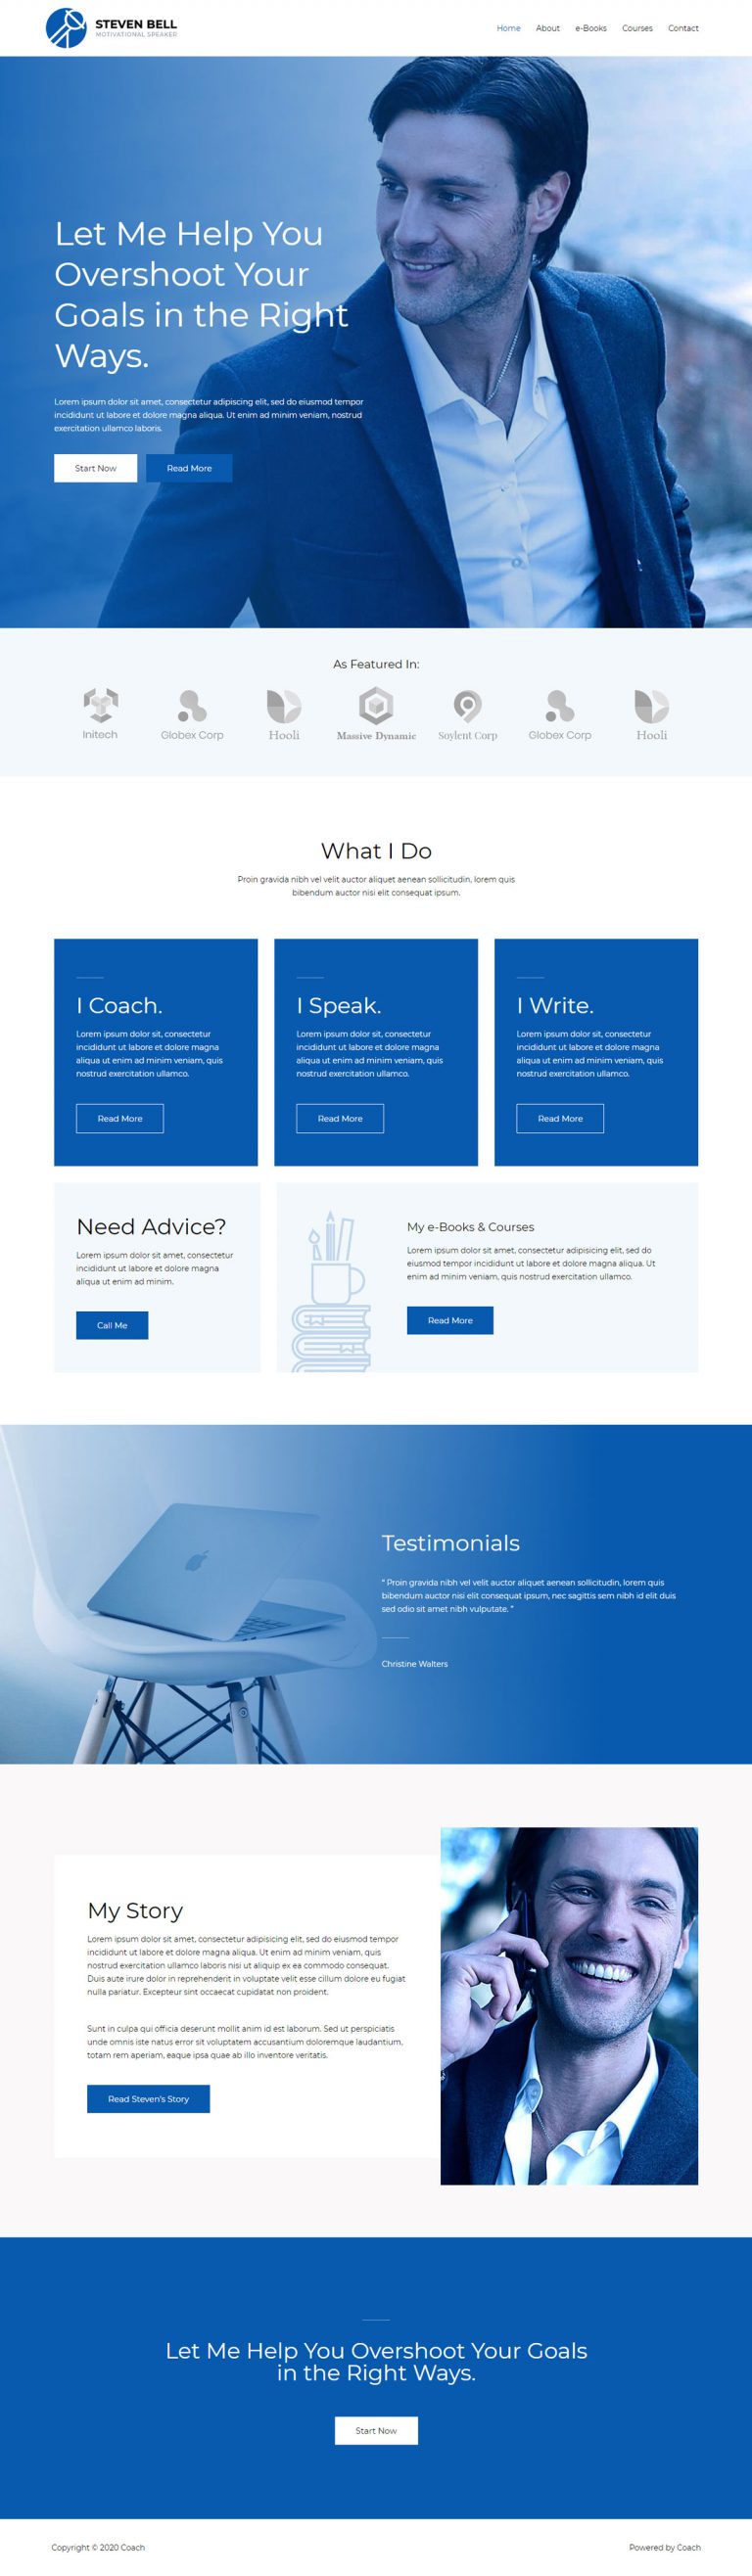 STEVEN BELL
MOTIVATIONAL SPEAKER
Home About e-Books Courses Contact
Let Me Help You
Overshoot Your
Goals in the Right
Ways.
Lorem ipsum dolor sit amet, consectetur adipiscing elit, sed do eiusmod tempor
incididunt ut labore et dolore magna aliqua. Ut enim ad minim veniam, nostrud
exercitation ullamco laboris.
Start Now Read More
As Featured In:
Initech Globex Corp Hooli Massive Dynamic Soylent Corp Globex Corp Hooli
What I Do
Proin gravida nibh vel velit auctor aliquet aenean sollicitudin, lorem quis
bibendum auctor nisi elit consequat ipsum.
I Coach.
Lorem ipsum dolor sit, consectetur
incididunt ut labore et dolore magna
aliqua ut enim ad minim veniam, quis
nostrud exercitation ullamco.
Read More
I Speak.
Lorem ipsum dolor sit, consectetur
incididunt ut labore et dolore magna
aliqua ut enim ad minim veniam, quis
nostrud exercitation ullamco.
Read More
I Write.
Lorem ipsum dolor sit, consectetur
incididunt ut labore et dolore magna
aliqua ut enim ad minim veniam, quis
nostrud exercitation ullamco.
Read More
Need Advice?
Lorem ipsum dolor sit amet, consectetur
incididunt ut labore et dolore magna
aliqua ut enim ad minim.
Call Me
My e-Books & Courses
Lorem ipsum dolor sit amet, consectetur adipisicing elit, sed do
eiusmod tempor incididunt ut labore et dolore magna aliqua. Ut
enim ad minim veniam, quis nostrud exercitation ullamco.
Read More
Testimonials
" Proin gravida nibh vel velit auctor aliquet aenean sollicitudin, lorem quis
bibendum auctor nisi elit consequat ipsum, nec sagittis sem nibh id elit duis
sed odio sit amet nibh vulputate. "
Christine Walters
My Story
Lorem ipsum dolor sit amet, consectetur adipisicing elit, sed do eiusmod tempor
incididunt ut labore et dolore magna aliqua. Ut enim ad minim veniam, quis
nostrud exercitation ullamco laboris nisi ut aliquip ex ea commodo consequat.
Duis aute irure dolor in reprehenderit in voluptate velit esse cillum dolore eu fugiat
nulla pariatur. Excepteur sint occaecat cupidatat non proident.
Sunt in culpa qui officia deserunt mollit anim id est laborum. Sed ut perspiciatis
unde omnis iste natus error sit voluptatem accusantium doloremque laudantium,
totam rem aperiam, eaque ipsa quae ab illo inventore veritatis.
Read Steven's Story
Let Me Help You Overshoot Your Goals
in the Right Ways.
Start Now
Copyright © 2020 Coach Powered by Coach